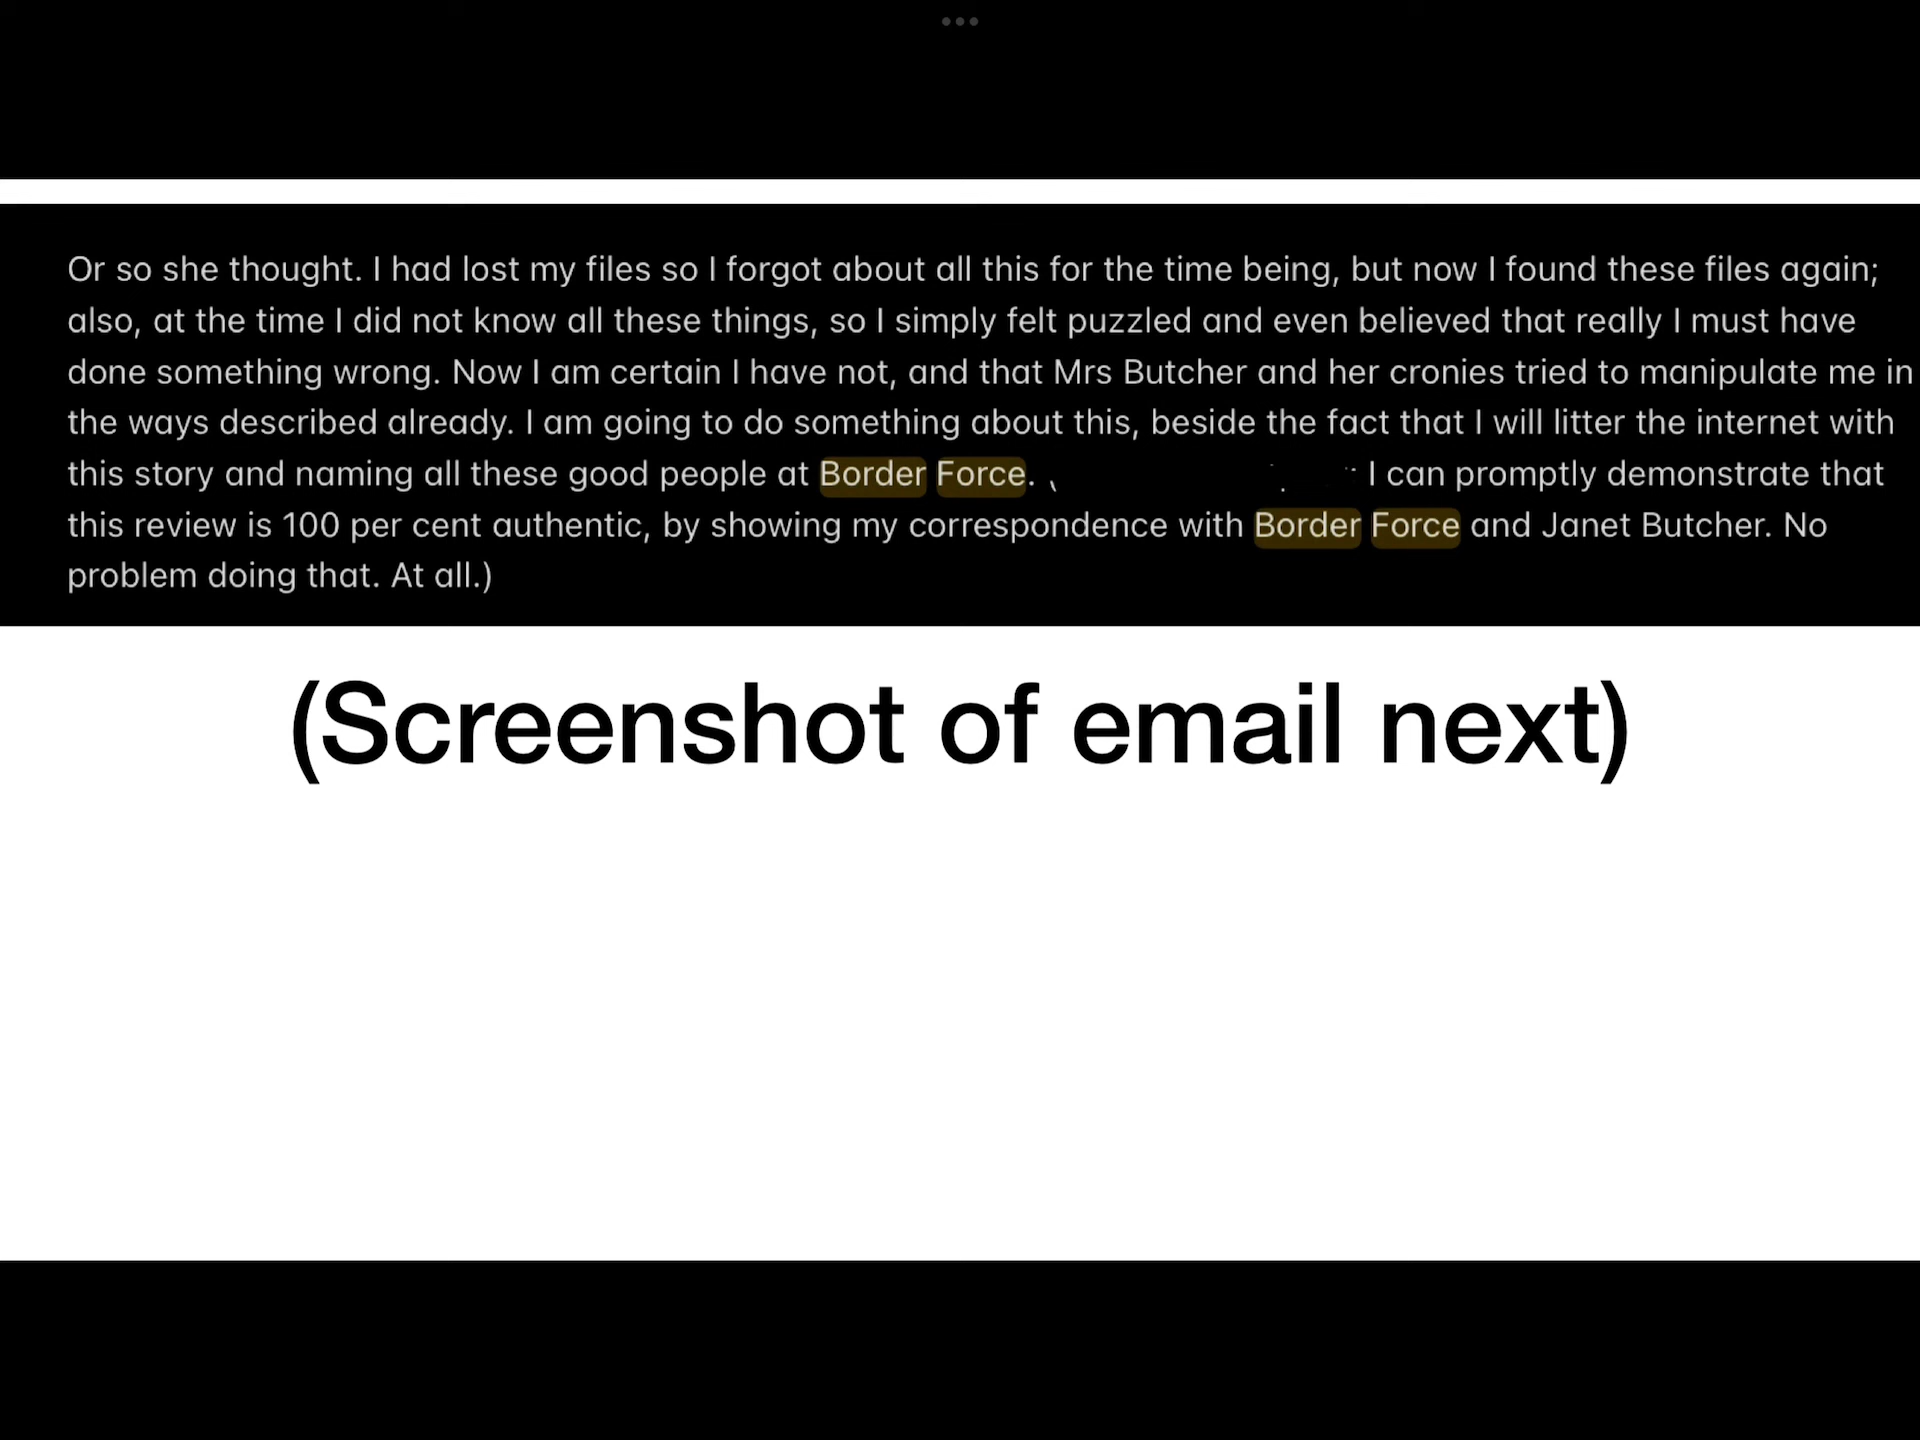 Or so she thought. I had lost my files so I forgot about all this for the time being, but now I found these files again;
also, at the time I did not know all these things, so I simply felt puzzled and even believed that really I must have
done something wrong. Now I am certain I have not, and that Mrs Butcher and her cronies tried to manipulate me in
the ways described already. I am going to do something about this, beside the fact that I will litter the internet with
this story and naming all these good people at Border Force. I can promptly demonstrate that
this review is 100 per cent authentic, by showing my correspondence with Border Force and Janet Butcher. No
problem doing that. At all.)
(Screenshot of email next)